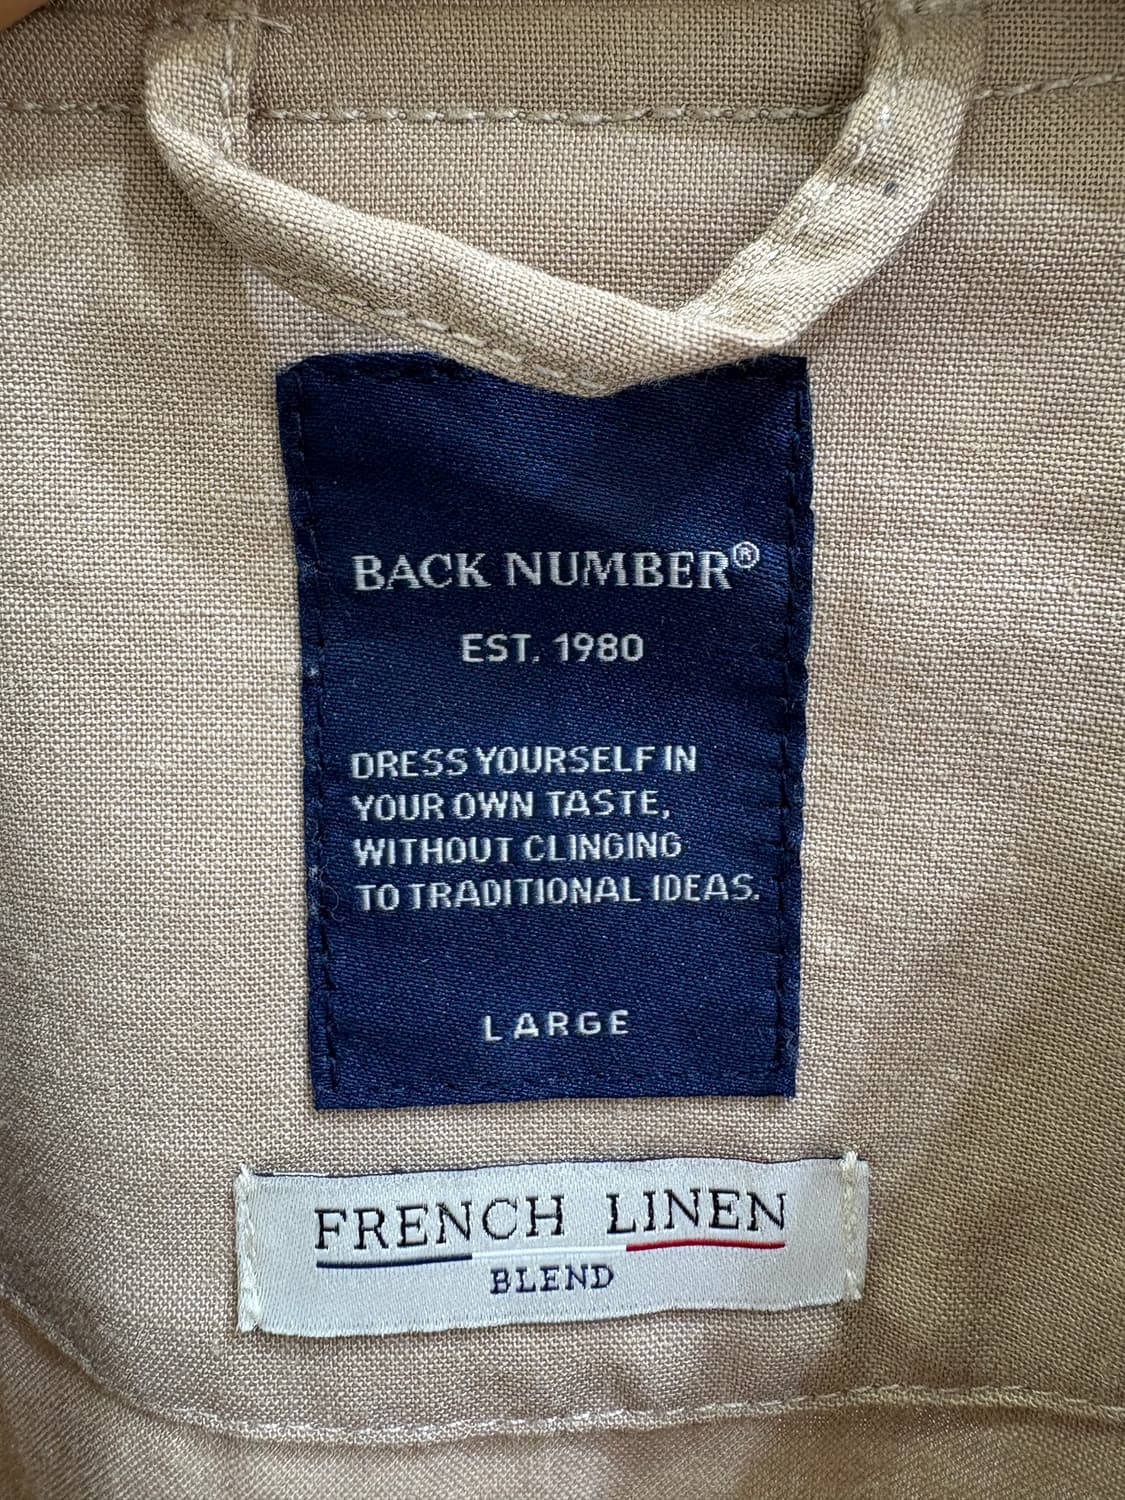 BACK NUMBER®
EST. 1980
DRESS YOURSELF IN
YOUR OWN TASTE,
WITHOUT CLINGING
TO TRADITIONAL IDEAS.
LARGE
FRENCH LINEN
BLEND